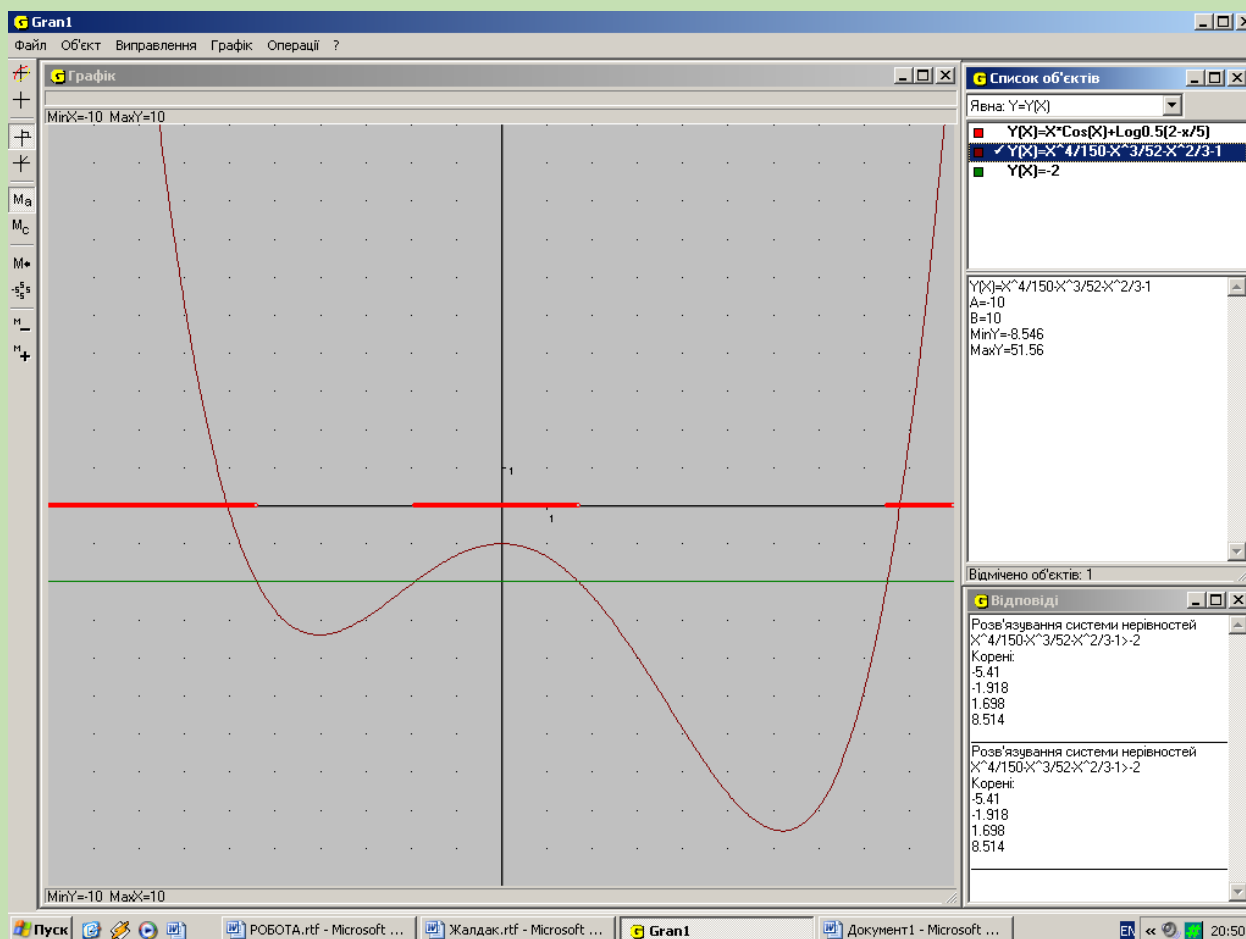 Gran1
Файл Об'єкт Виправлення Графік Операції ?
Графік
MinX=-10 MaxY=10
1
1
MinY=-10 MaxX=10
Ma
Mc
M
-5 5 5
M
M
Список об'єктів
Явна: Y=Y(X)
Y(X)=X*Cos(X)+Log0.5(2-x/5)
Y(X)=X^4/150-X^3/52-X^2/3-1
Y(X)=-2
Y(X)=X^4/150-X^3/52-X^2/3-1
A=-10
B=10
MinY=-8.546
MaxY=51.56
Відмічено об'єктів: 1
Відповіді
Розв'язування системи нерівностей
X^4/150-X^3/52-X^2/3-1>-2
Корені:
-5.41
-1.918
1.698
8.514
Розв'язування системи нерівностей
X^4/150-X^3/52-X^2/3-1>-2
Корені:
-5.41
-1.918
1.698
8.514
Пуск РОБОТА.rtf - Microsoft ... Жалдак.rtf - Microsoft ... Gran1 Документ1 - Microsoft ... EN « 20:50